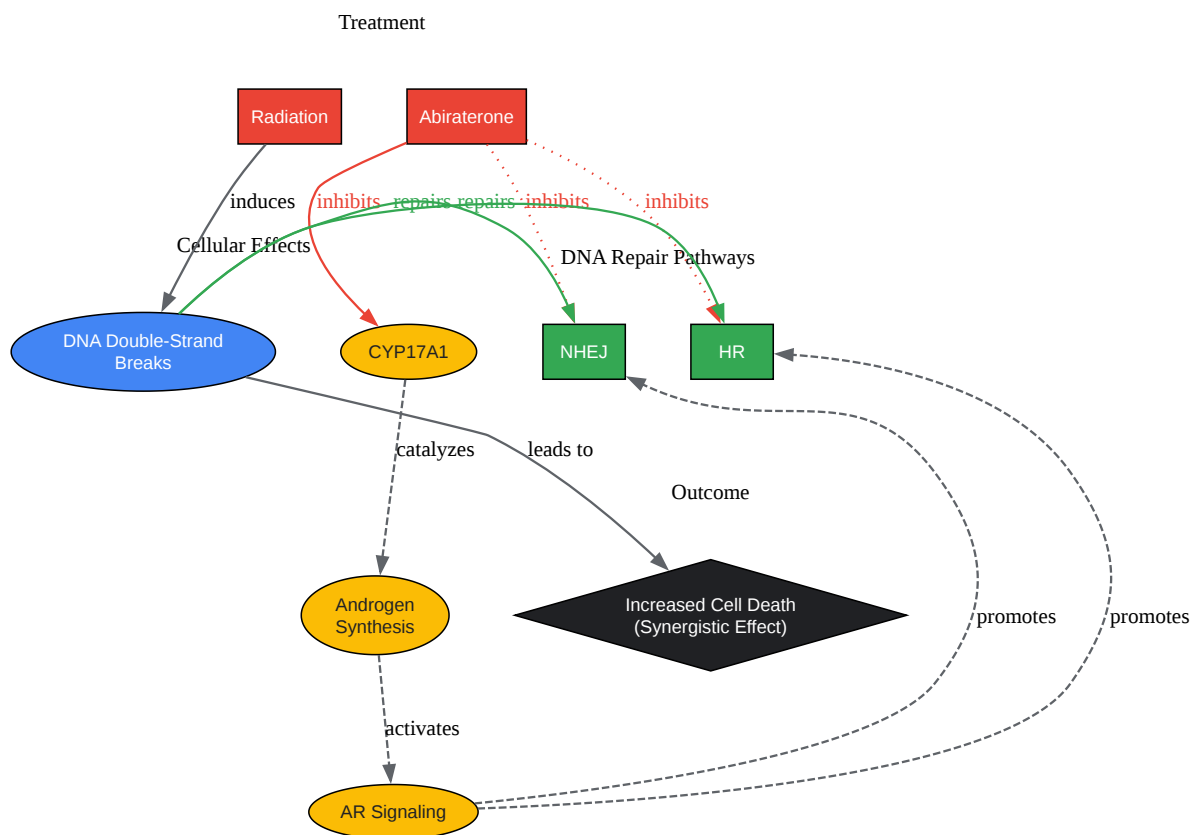 Treatment
Radiation
Abiraterone
induces
inhibits
repairs
repairs
inhibits
inhibits
Cellular Effects
DNA Repair Pathways
DNA Double-Strand
Breaks
CYP17A1
NHEJ
HR
catalyzes
leads to
Outcome
Androgen
Synthesis
Increased Cell Death
(Synergistic Effect)
promotes
promotes
activates
AR Signaling